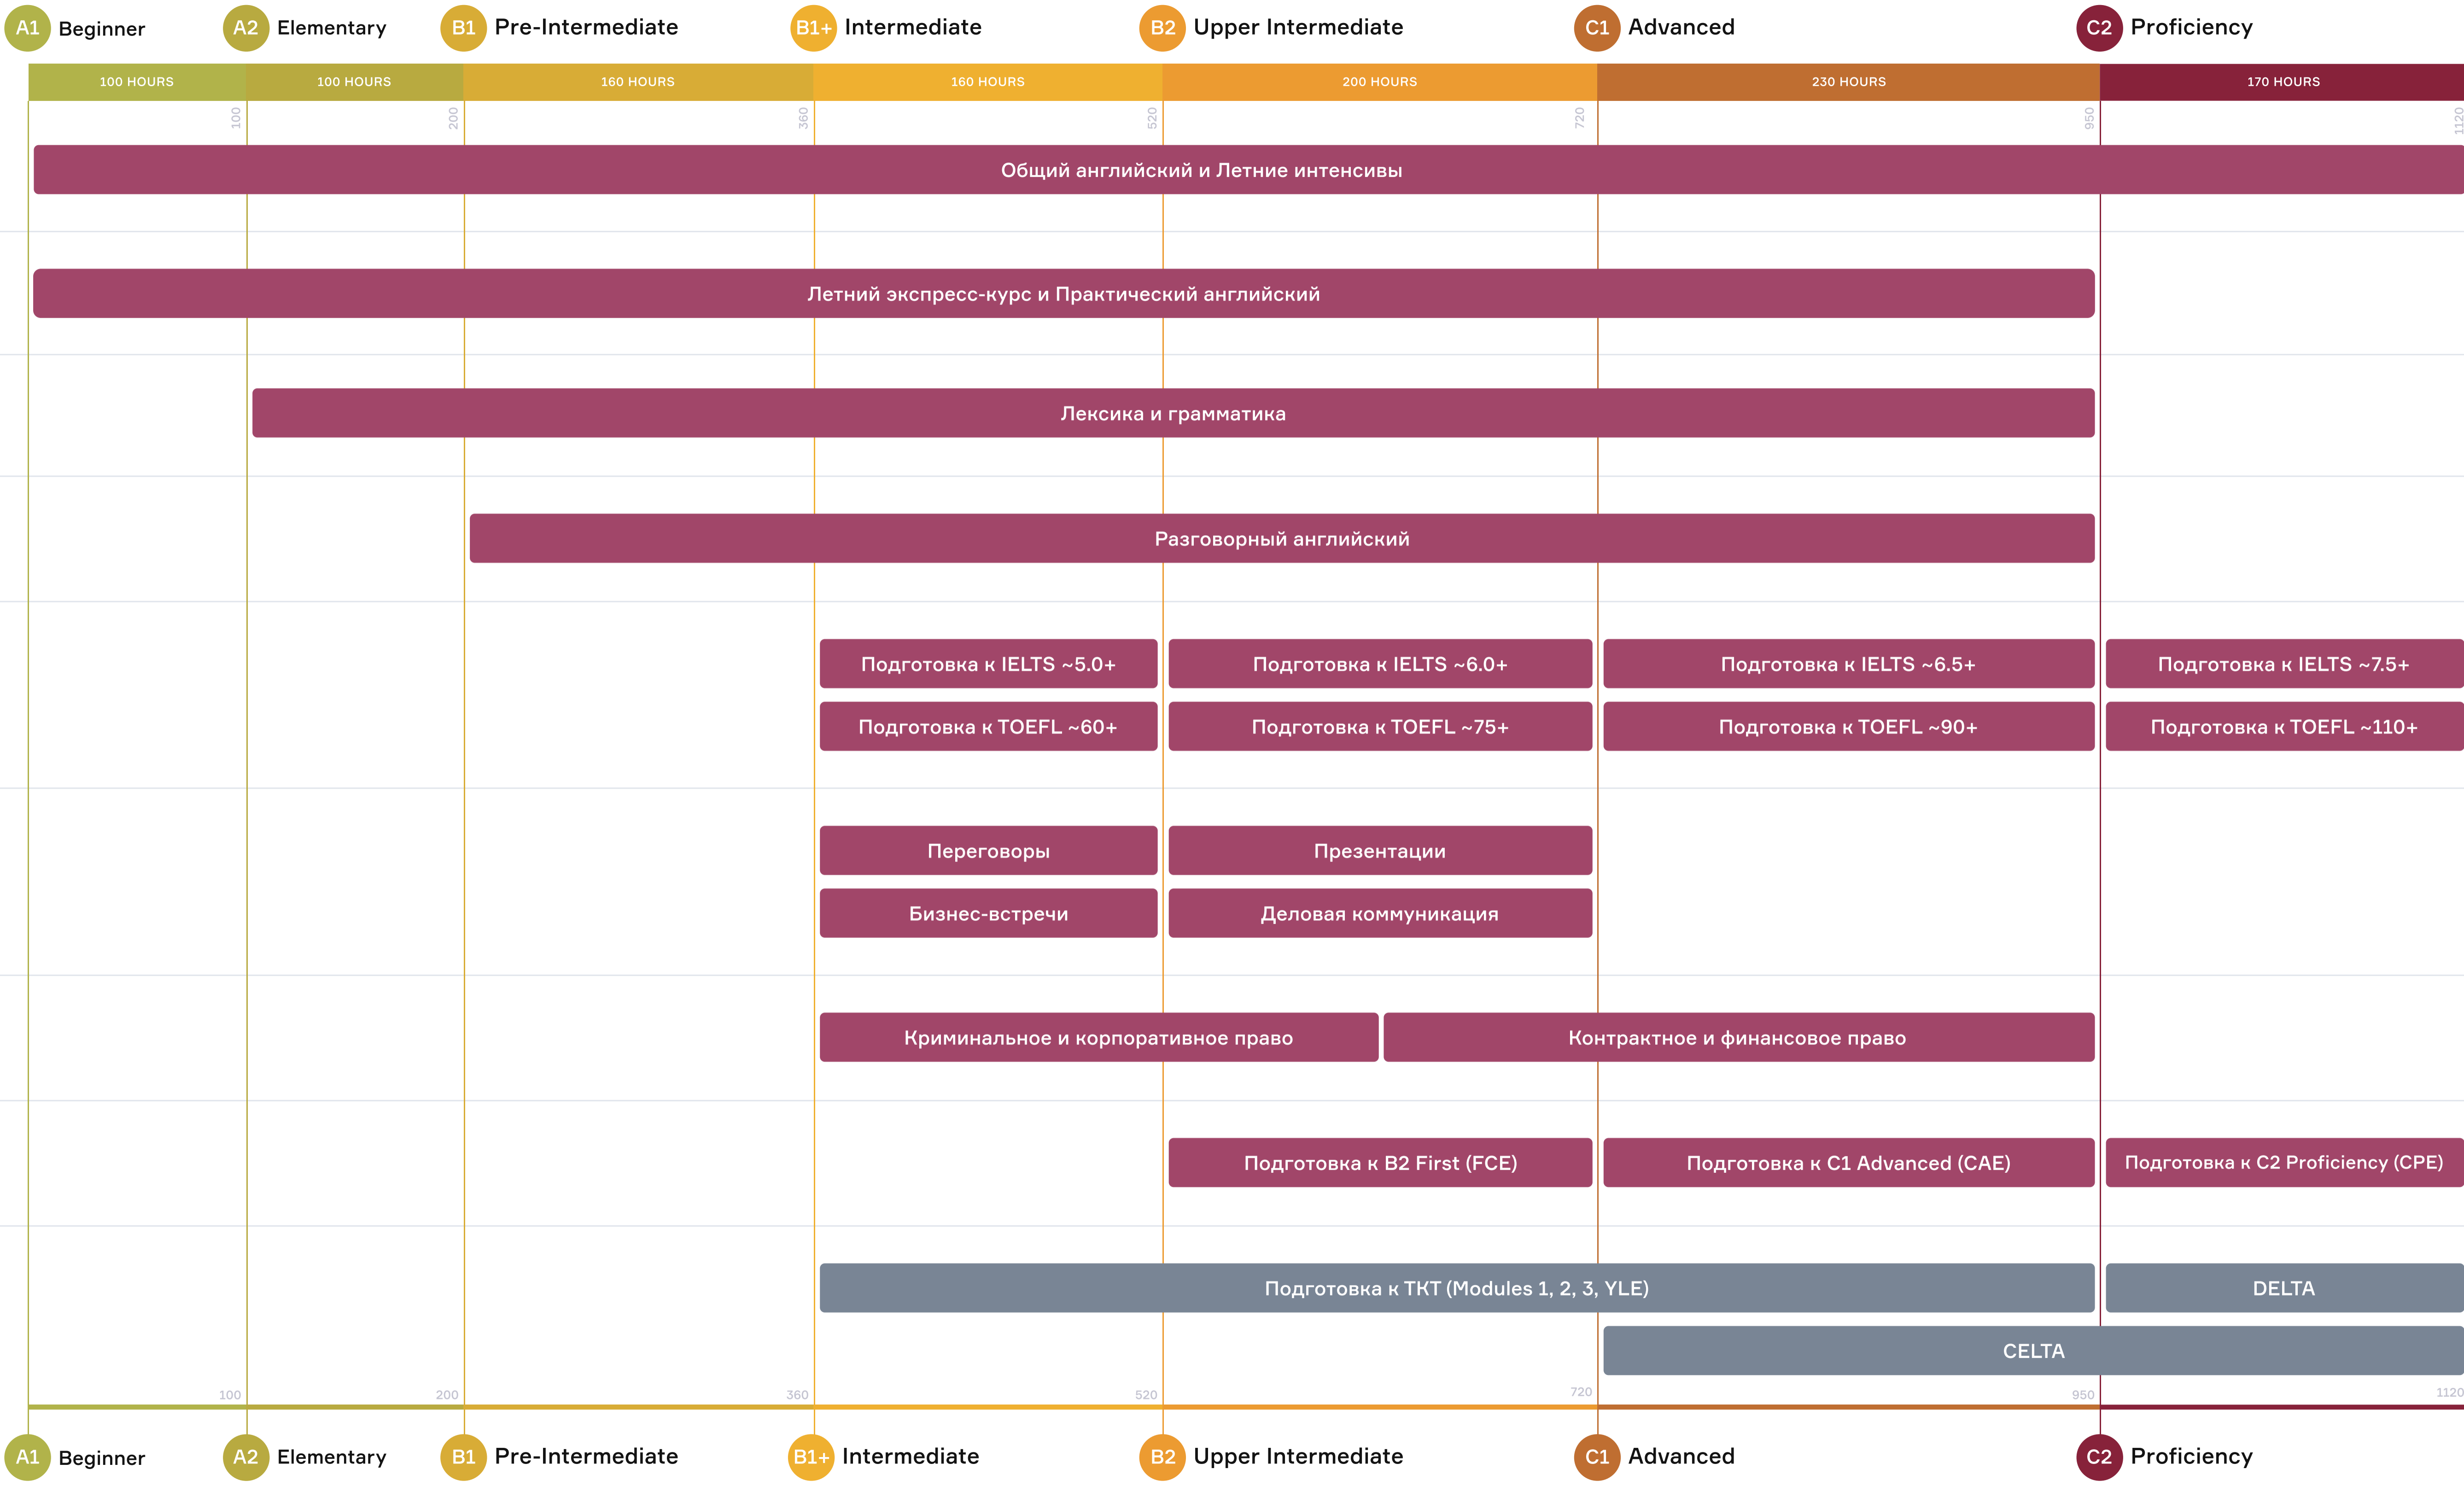 A1 Beginner
A2 Elementary
B1 Pre-Intermediate
B1+ Intermediate
B2 Upper Intermediate
C1 Advanced
C2 Proficiency
100 HOURS
100 HOURS
160 HOURS
160 HOURS
200 HOURS
230 HOURS
170 HOURS
100
200
360
520
720
950
1120
Общий английский и Летние интенсивы
Летний экспресс-курс и Практический английский
Лексика и грамматика
Разговорный английский
Подготовка к IELTS ~5.0+
Подготовка к IELTS ~6.0+
Подготовка к IELTS ~6.5+
Подготовка к IELTS ~7.5+
Подготовка к TOEFL ~60+
Подготовка к TOEFL ~75+
Подготовка к TOEFL ~90+
Подготовка к TOEFL ~110+
Переговоры
Презентации
Бизнес-встречи
Деловая коммуникация
Криминальное и корпоративное право
Контрактное и финансовое право
Подготовка к B2 First (FCE)
Подготовка к C1 Advanced (CAE)
Подготовка к C2 Proficiency (CPE)
Подготовка к TKT (Modules 1, 2, 3, YLE)
DELTA
CELTA
100
200
360
520
720
950
1120
A1 Beginner
A2 Elementary
B1 Pre-Intermediate
B1+ Intermediate
B2 Upper Intermediate
C1 Advanced
C2 Proficiency